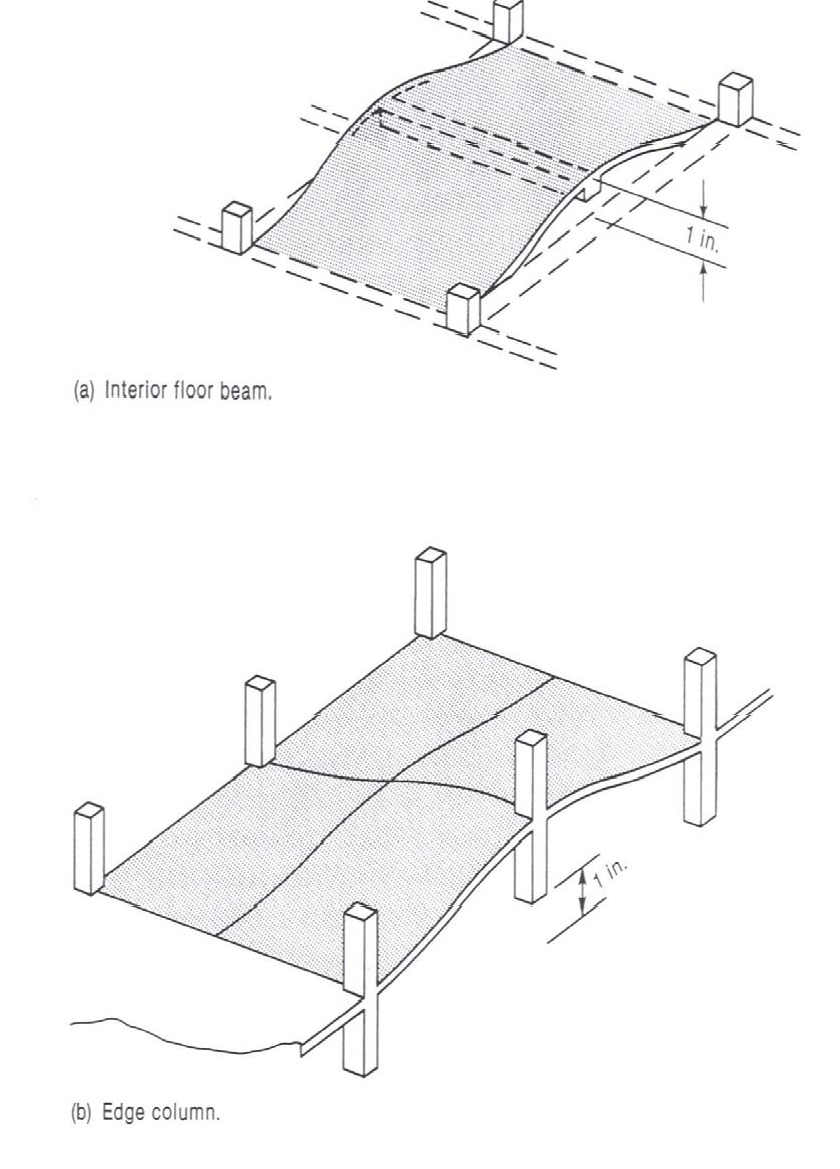 1 in.
(a) Interior floor beam.
1 in.
(b) Edge column.